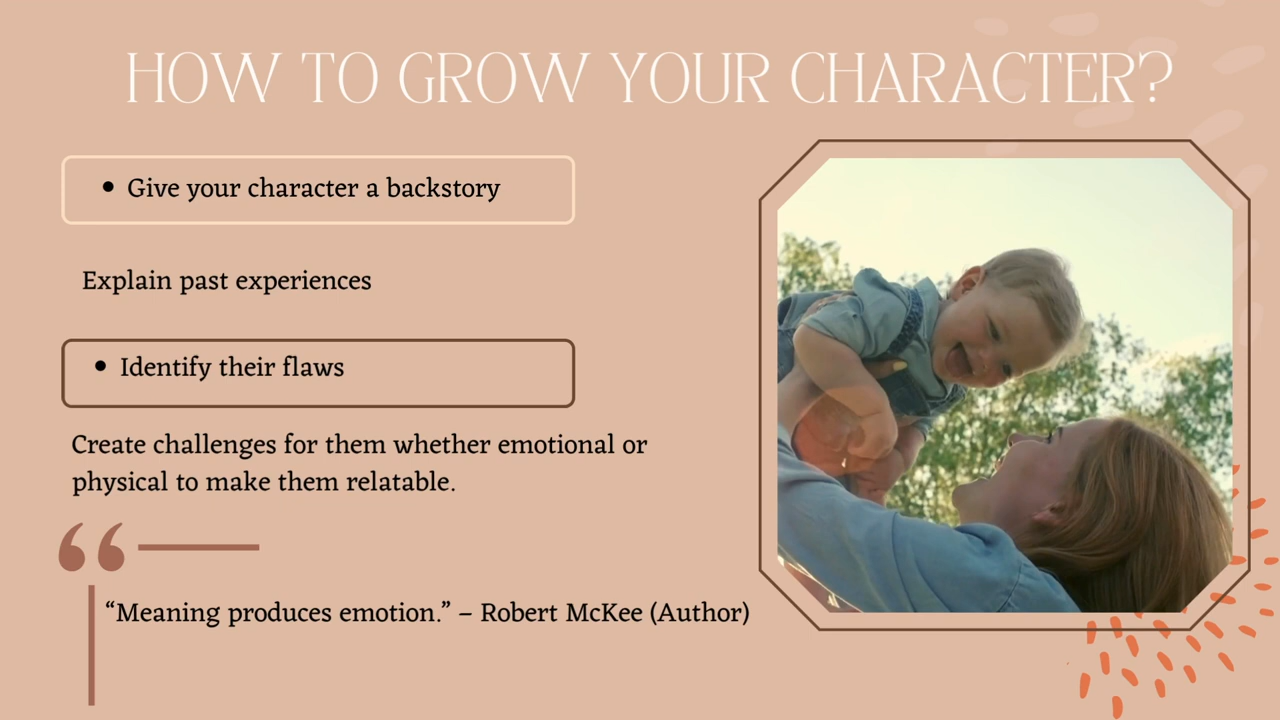 HOW TO GROW YOUR CHARACTER?
• Give your character a backstory
Explain past experiences
• Identify their flaws
Create challenges for them whether emotional or
physical to make them relatable.
“Meaning produces emotion.” – Robert McKee (Author)